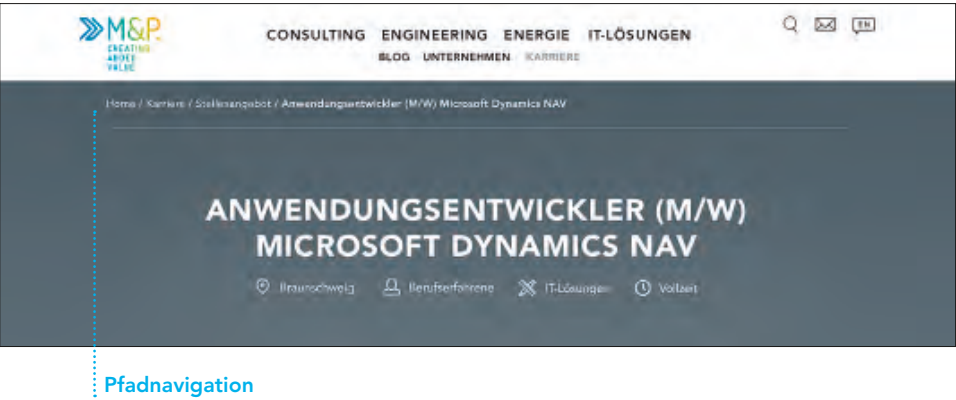 M&P.
CREATING
ADDED
VALUE
CONSULTING ENGINEERING ENERGIE IT-LÖSUNGEN
BLOG UNTERNEHMEN KARRIERE
EN
Home / Karriere / Stellenangebot / Anwendungsentwickler (M/W) Microsoft Dynamics NAV
ANWENDUNGSENTWICKLER (M/W)
MICROSOFT DYNAMICS NAV
Braunschweig Berufserfahrene IT-Lösungen Vollzeit
Pfadnavigation